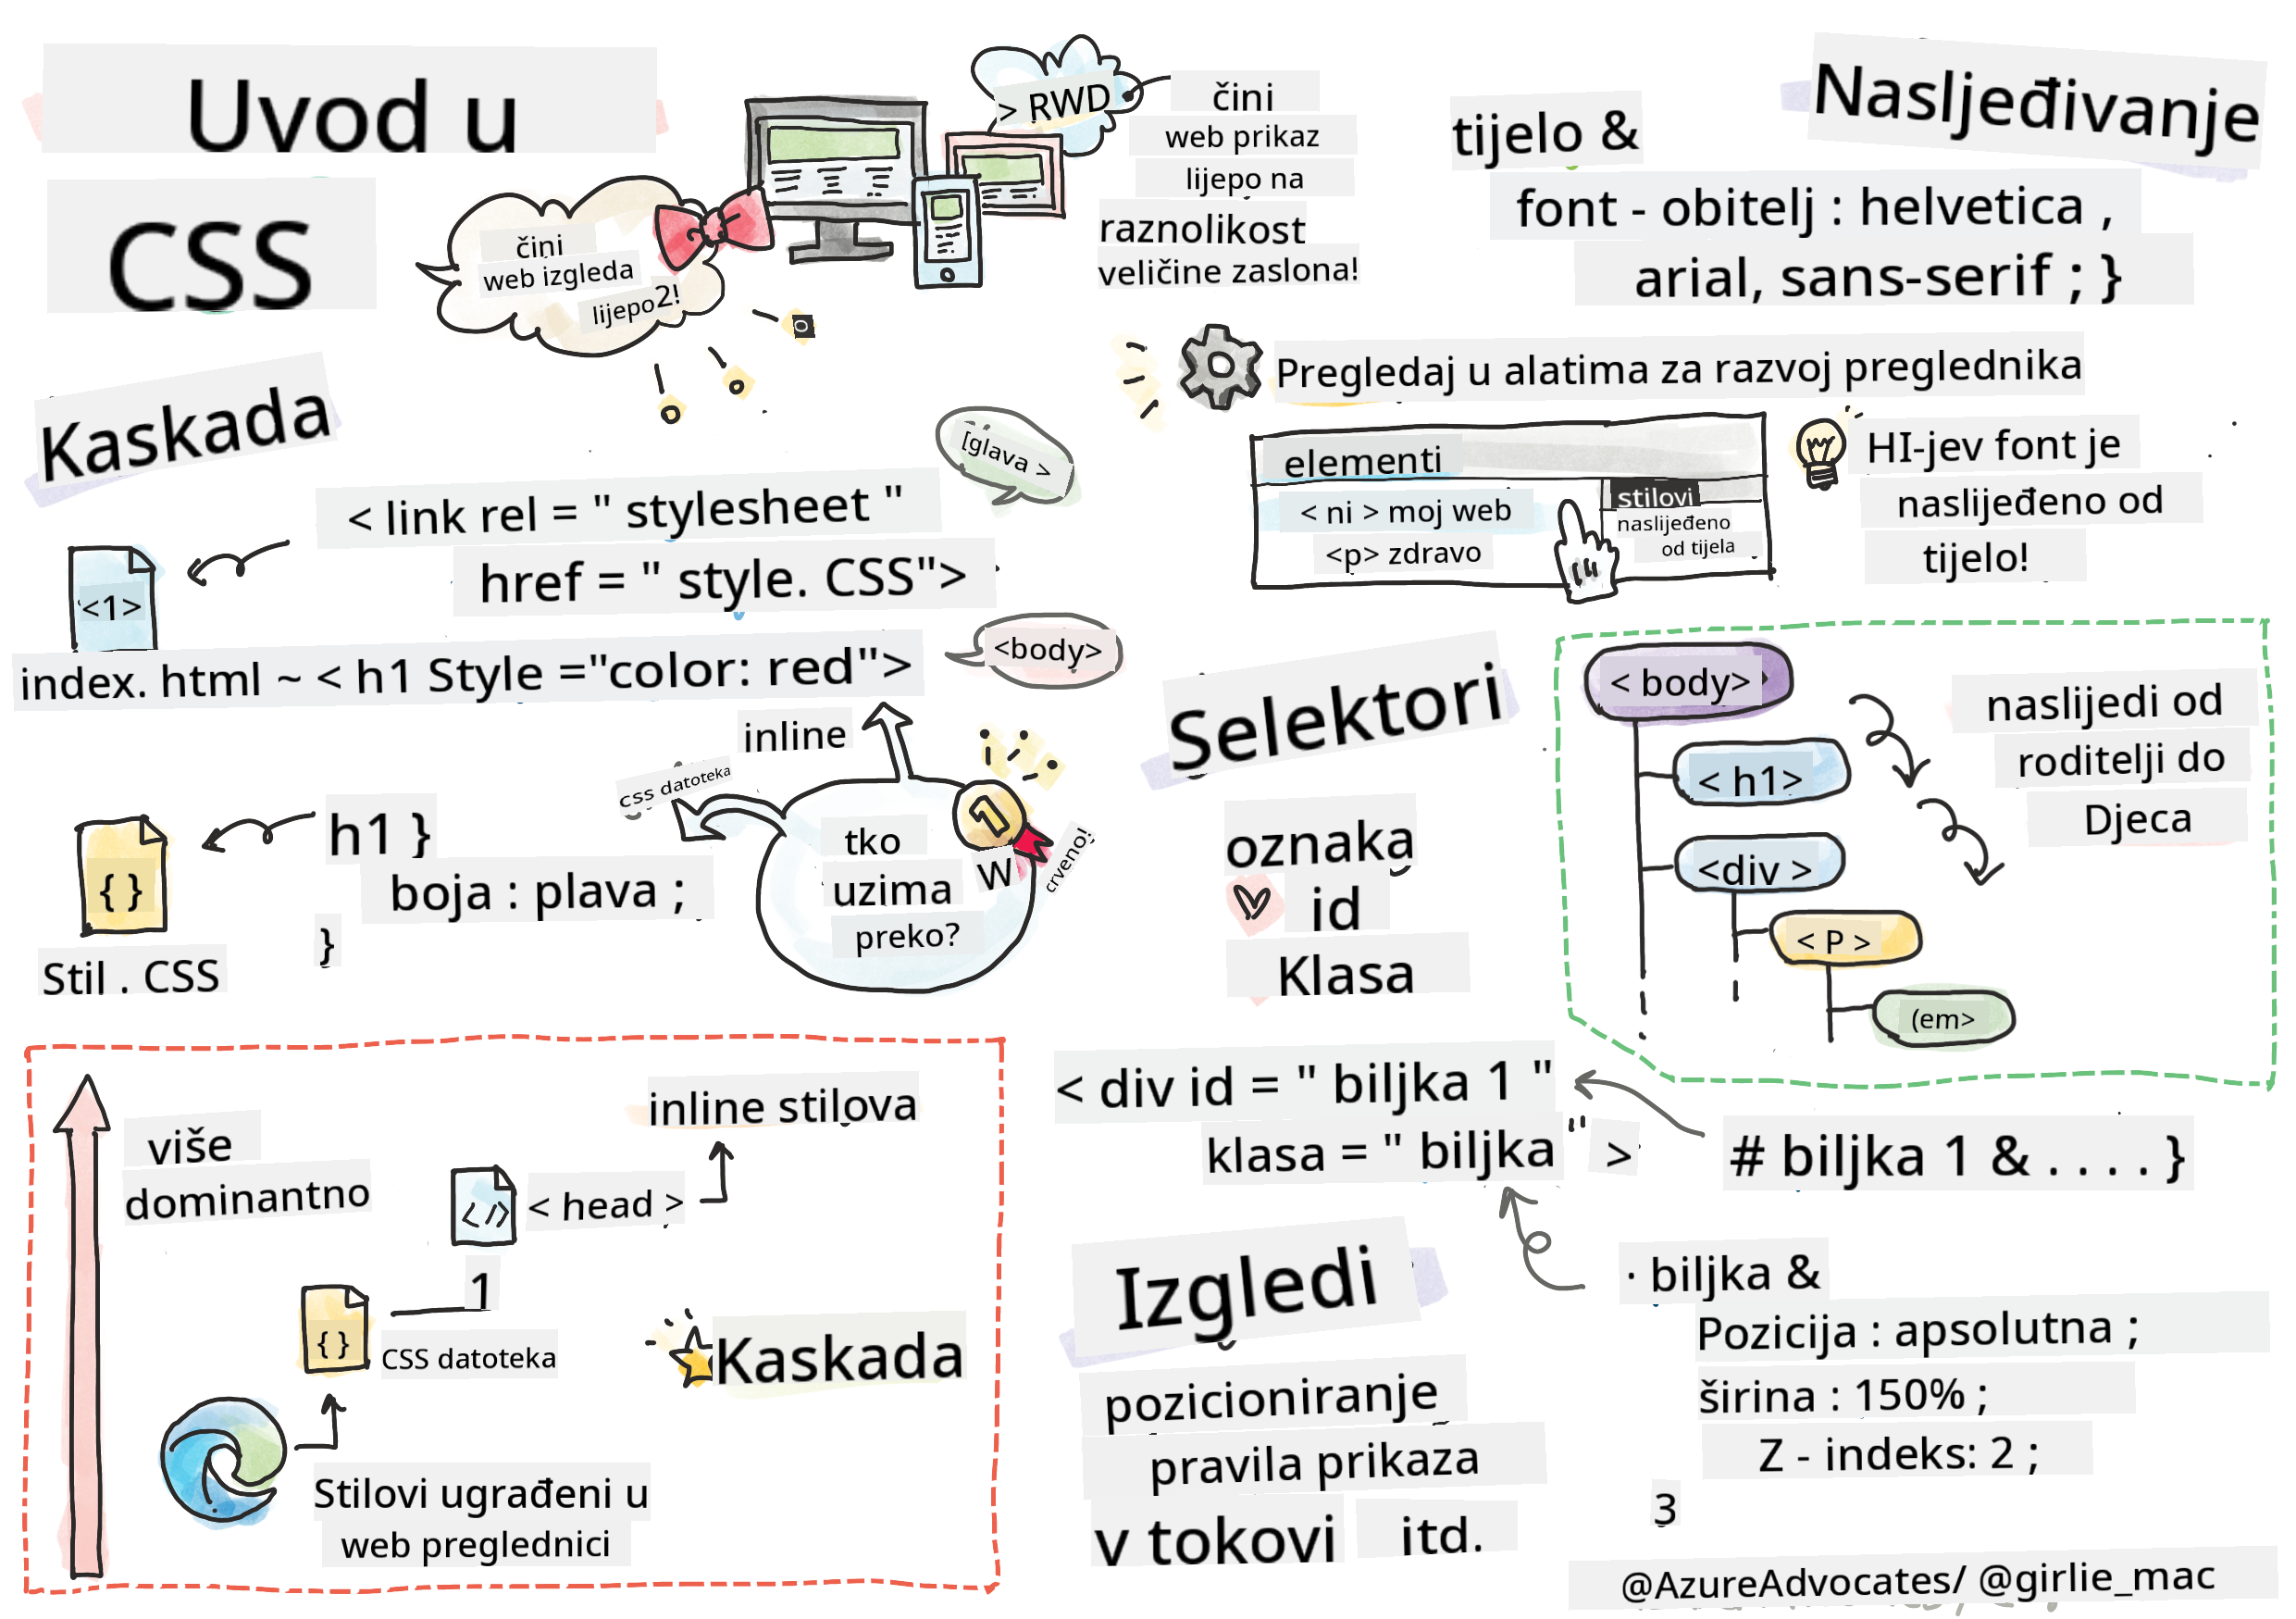 Uvod u
CSS
čini
web izgleda
lijepo2!
> RWD
čini
web prikaz
lijepo na
raznolikost
veličine zaslona!
Nasljeđivanje
tijelo &
font - obitelj : helvetica ,
arial, sans-serif ; }
Pregledaj u alatima za razvoj preglednika
elementi
< ni > moj web
<p> zdravo
stilovi
naslijeđeno
od tijela
HI-jev font je
naslijeđeno od
tijelo!
Kaskada
[glava >
< link rel = " stylesheet "
href = " style. CSS">
<1>
index. html ~ < h1 Style ="color: red">
<body>
inline
css datoteka
h1 }
boja : plava ;
}
{ }
Stil . CSS
tko
uzima
preko?
1
W
crveno!
Selektori
oznaka
id
Klasa
< body>
< h1>
<div >
< P >
(em>
naslijedi od
roditelji do
Djeca
< div id = " biljka 1 "
klasa = " biljka " >
# biljka 1 & . . . . }
· biljka &
Pozicija : apsolutna ;
širina : 150% ;
Z - indeks: 2 ;
3
više
dominantno
inline stilova
</>
< head >
1
{ }
CSS datoteka
Kaskada
Stilovi ugrađeni u
web preglednici
Izgledi
pozicioniranje
pravila prikaza
v tokovi itd.
@AzureAdvocates/ @girlie_mac